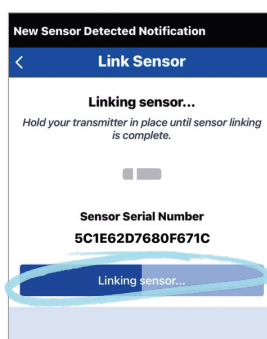 New Sensor Detected Notification
Link Sensor
Linking sensor...
Hold your transmitter in place until sensor linking
is complete.
Sensor Serial Number
5C1E62D7680F671C
Linking sensor...